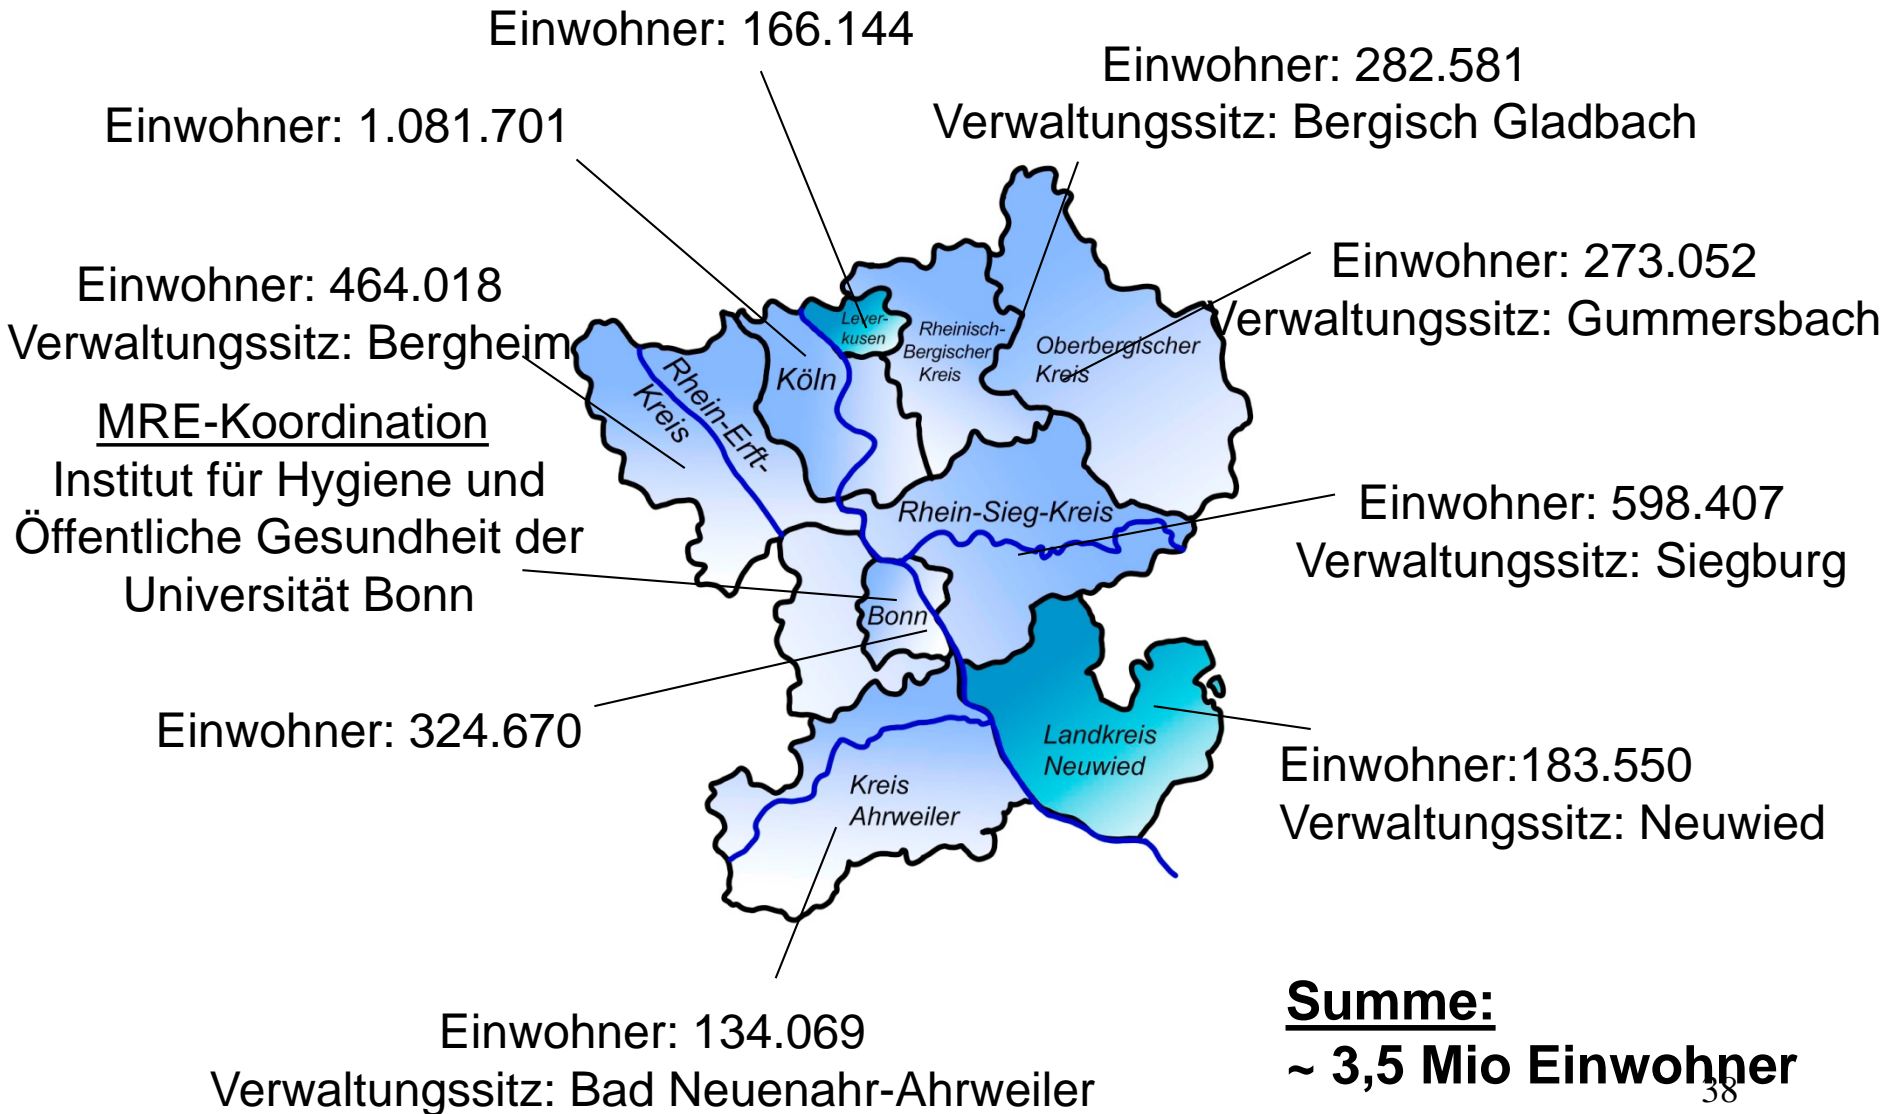 Einwohner: 166.144
Einwohner: 282.581
Verwaltungssitz: Bergisch Gladbach
Einwohner: 1.081.701
Einwohner: 273.052
Verwaltungssitz: Gummersbach
Einwohner: 464.018
Verwaltungssitz: Bergheim
Lever-
kusen
Rheinisch-
Bergischer
Kreis
Oberbergischer
Kreis
Köln
Rhein-Erft-
Kreis
MRE-Koordination
Institut für Hygiene und
Öffentliche Gesundheit der
Universität Bonn
Rhein-Sieg-Kreis
Einwohner: 598.407
Verwaltungssitz: Siegburg
Bonn
Einwohner: 324.670
Landkreis
Neuwied
Einwohner:183.550
Verwaltungssitz: Neuwied
Kreis
Ahrweiler
Einwohner: 134.069
Verwaltungssitz: Bad Neuenahr-Ahrweiler
Summe:
~ 3,5 Mio Einwohner
38